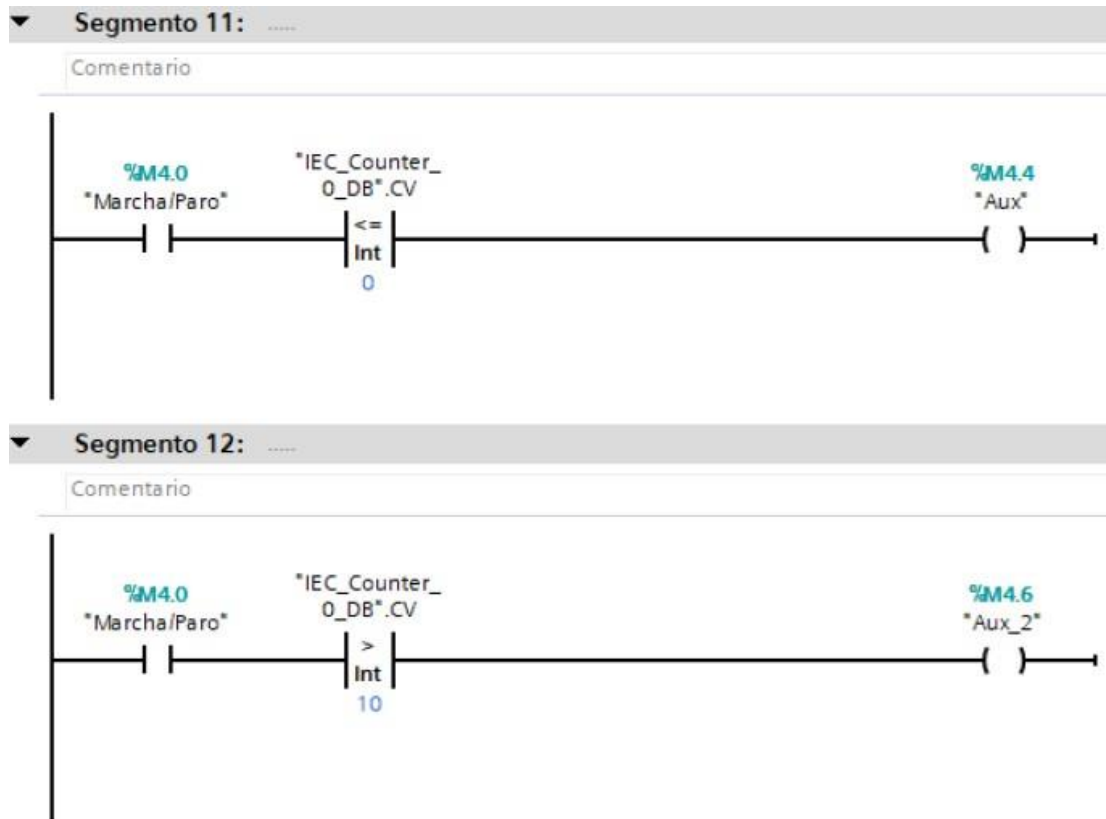 Segmento 11: .....
Comentario
%M4.0
"Marcha/Paro"
"IEC_Counter_
0_DB".CV
<=
Int
0
%M4.4
"Aux"
( )
Segmento 12: .....
Comentario
%M4.0
"Marcha/Paro"
"IEC_Counter_
0_DB".CV
>
Int
10
%M4.6
"Aux_2"
( )